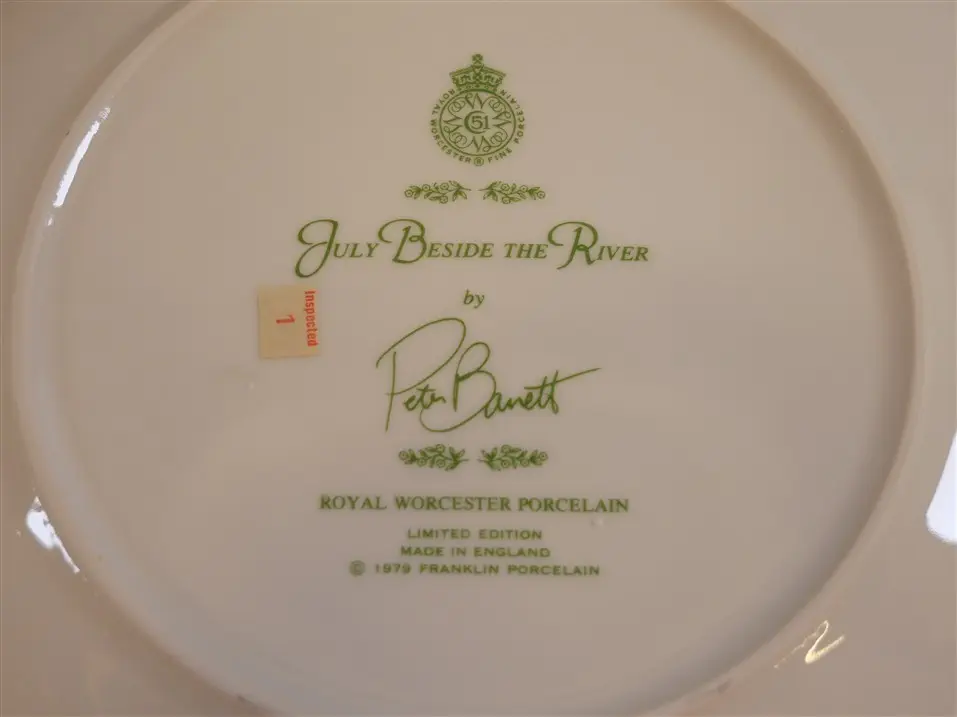 ROYAL WORCESTER ® FINE PORCELAIN
C 51
JULY BESIDE THE RIVER
by
Inspected
1
Peter Barrett
ROYAL WORCESTER PORCELAIN
LIMITED EDITION
MADE IN ENGLAND
© 1979 FRANKLIN PORCELAIN